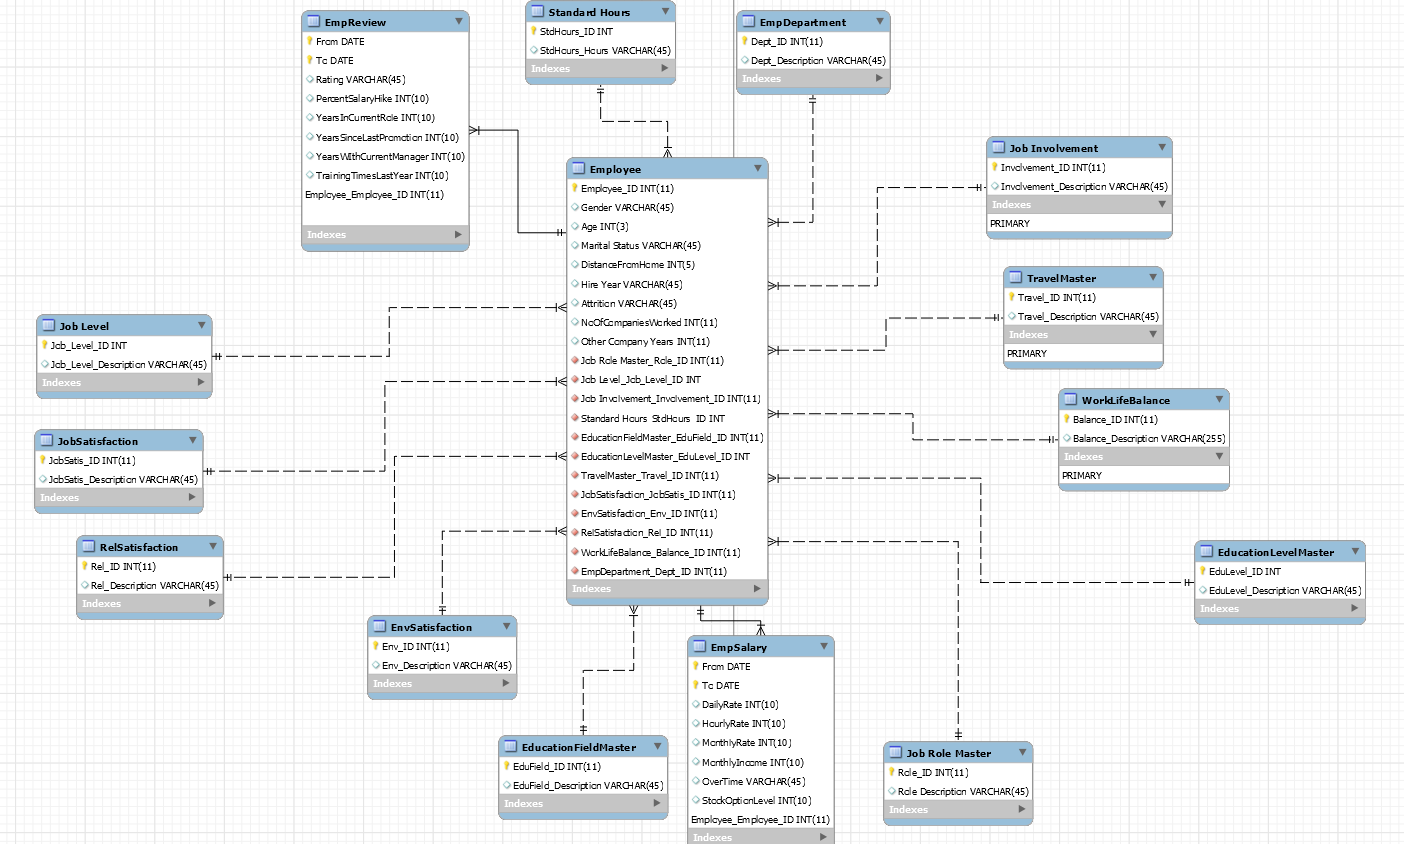 EmpReview
From DATE
To DATE
Rating VARCHAR(45)
PercentSalaryHike INT(10)
YearsInCurrentRole INT(10)
YearsSinceLastPromotion INT(10)
YearsWithCurrentManager INT(10)
TrainingTimesLastYear INT(10)
Employee_Employee_ID INT(11)
Indexes
Standard Hours
StdHours_ID INT
StdHours_Hours VARCHAR(45)
Indexes
EmpDepartment
Dept_ID INT(11)
Dept_Description VARCHAR(45)
Indexes
Employee
Employee_ID INT(11)
Gender VARCHAR(45)
Age INT(3)
Marital Status VARCHAR(45)
DistanceFromHome INT(5)
Hire Year VARCHAR(45)
Attrition VARCHAR(45)
NoOfCompaniesWorked INT(11)
Other Company Years INT(11)
Job Role Master_Role_ID INT(11)
Job Level_Job_Level_ID INT
Job Involvement_Involvement_ID INT(11)
Standard Hours_StdHours_ID INT
EducationFieldMaster_EduField_ID INT(11)
EducationLevelMaster_EduLevel_ID INT
TravelMaster_Travel_ID INT(11)
JobSatisfaction_JobSatis_ID INT(11)
EnvSatisfaction_Env_ID INT(11)
RelSatisfaction_Rel_ID INT(11)
WorkLifeBalance_Balance_ID INT(11)
EmpDepartment_Dept_ID INT(11)
Indexes
Job Involvement
Involvement_ID INT(11)
Involvement_Description VARCHAR(45)
Indexes
PRIMARY
TravelMaster
Travel_ID INT(11)
Travel_Description VARCHAR(45)
Indexes
PRIMARY
Job Level
Job_Level_ID INT
Job_Level_Description VARCHAR(45)
Indexes
WorkLifeBalance
Balance_ID INT(11)
Balance_Description VARCHAR(255)
Indexes
PRIMARY
JobSatisfaction
JobSatis_ID INT(11)
JobSatis_Description VARCHAR(45)
Indexes
RelSatisfaction
Rel_ID INT(11)
Rel_Description VARCHAR(45)
Indexes
EducationLevelMaster
EduLevel_ID INT
EduLevel_Description VARCHAR(45)
Indexes
EnvSatisfaction
Env_ID INT(11)
Env_Description VARCHAR(45)
Indexes
EmpSalary
From DATE
To DATE
DailyRate INT(10)
HourlyRate INT(10)
MonthlyRate INT(10)
MonthlyIncome INT(10)
OverTime VARCHAR(45)
StockOptionLevel INT(10)
Employee_Employee_ID INT(11)
Indexes
EducationFieldMaster
EduField_ID INT(11)
EduField_Description VARCHAR(45)
Indexes
Job Role Master
Role_ID INT(11)
Role Description VARCHAR(45)
Indexes